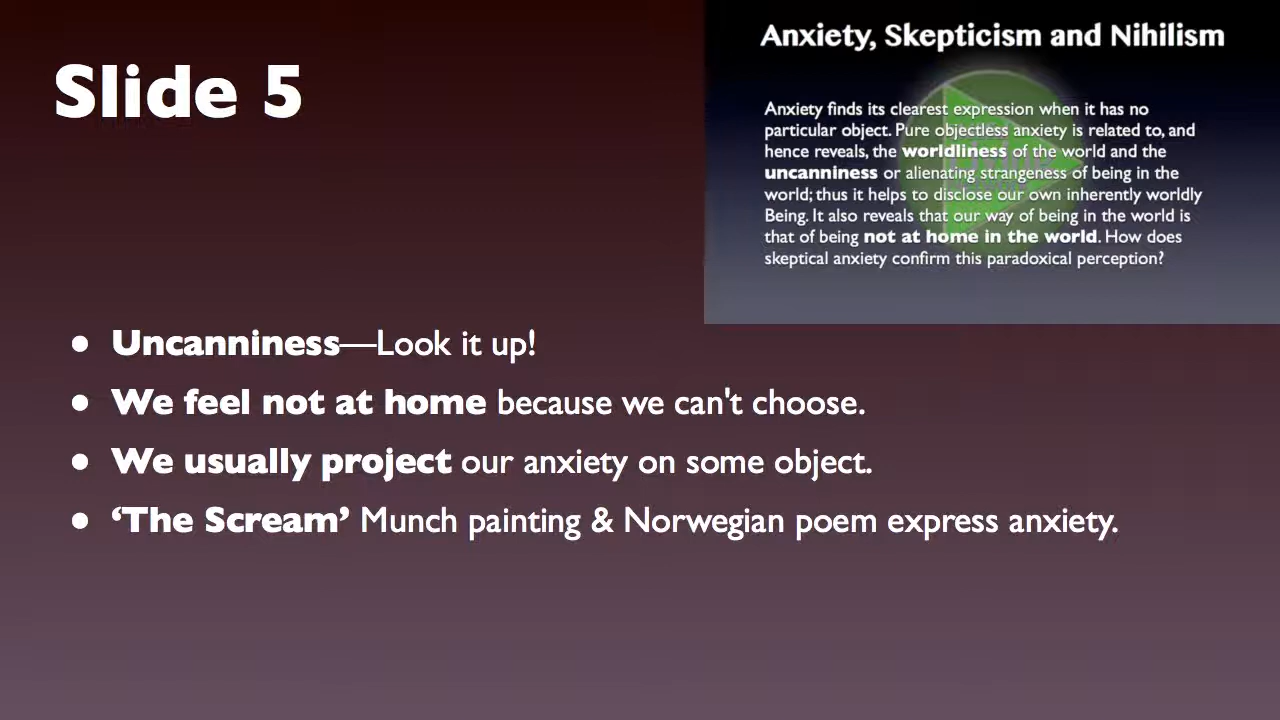 Slide 5
Anxiety, Skepticism and Nihilism
Anxiety finds its clearest expression when it has no
particular object. Pure objectless anxiety is related to, and
hence reveals, the worldliness of the world and the
uncanniness or alienating strangeness of being in the
world; thus it helps to disclose our own inherently worldly
Being. It also reveals that our way of being in the world is
that of being not at home in the world. How does
skeptical anxiety confirm this paradoxical perception?
• Uncanniness—Look it up!
• We feel not at home because we can't choose.
• We usually project our anxiety on some object.
• ‘The Scream’ Munch painting & Norwegian poem express anxiety.